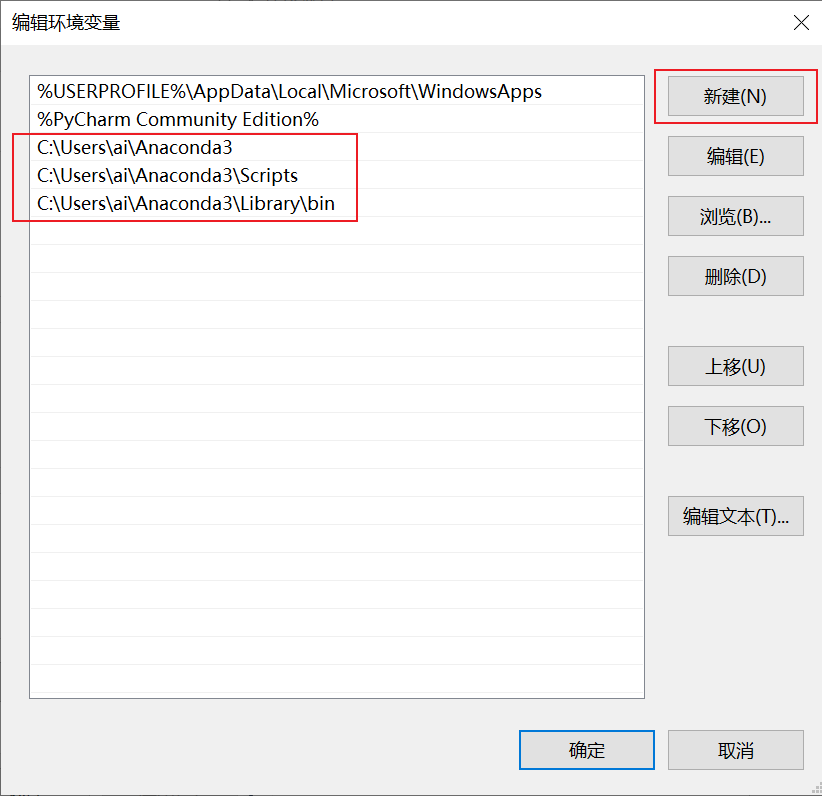 编辑环境变量
%USERPROFILE%\AppData\Local\Microsoft\WindowsApps
%PyCharm Community Edition%
C:\Users\ai\Anaconda3
C:\Users\ai\Anaconda3\Scripts
C:\Users\ai\Anaconda3\Library\bin
新建(N)
编辑(E)
浏览(B)...
删除(D)
上移(U)
下移(O)
编辑文本(T)...
确定
取消